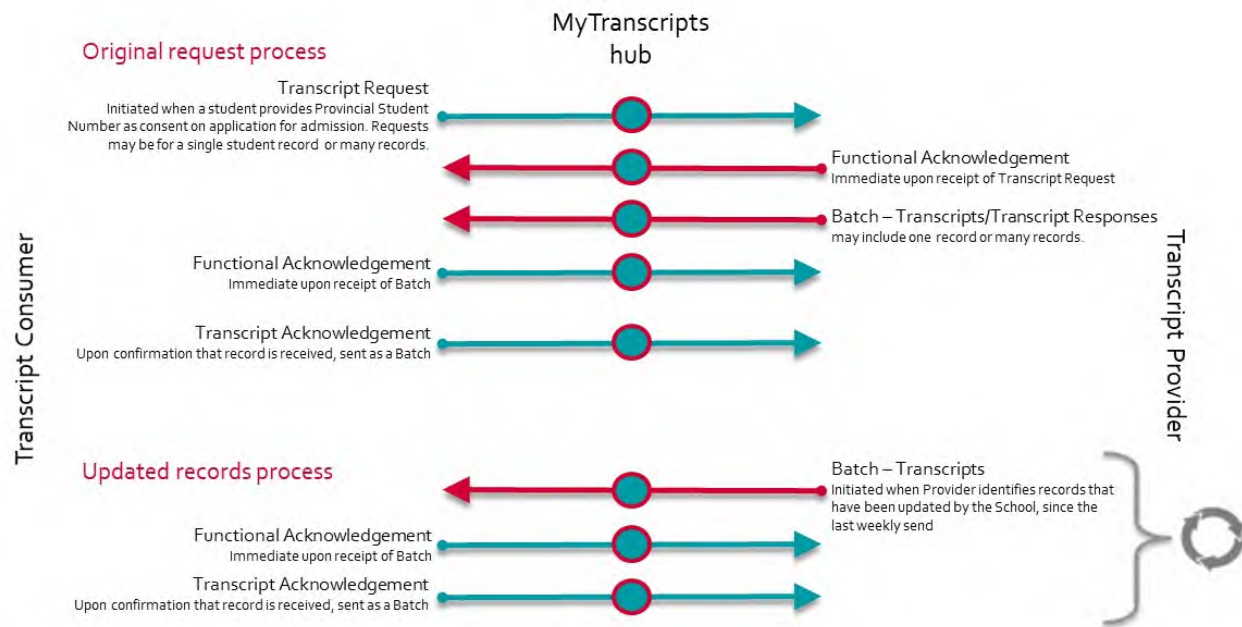 MyTranscripts
hub
Original request process
Transcript Request
Initiated when a student provides Provincial Student
Number as consent on application for admission. Requests
may be for a single student record or many records.
Functional Acknowledgement
Immediate upon receipt of Transcript Request
Batch – Transcripts/Transcript Responses
may include one record or many records.
Functional Acknowledgement
Immediate upon receipt of Batch
Transcript Acknowledgement
Upon confirmation that record is received, sent as a Batch
Transcript Consumer
Transcript Provider
Updated records process
Batch – Transcripts
Initiated when Provider identifies records that
have been updated by the School, since the
last weekly send
Functional Acknowledgement
Immediate upon receipt of Batch
Transcript Acknowledgement
Upon confirmation that record is received, sent as a Batch